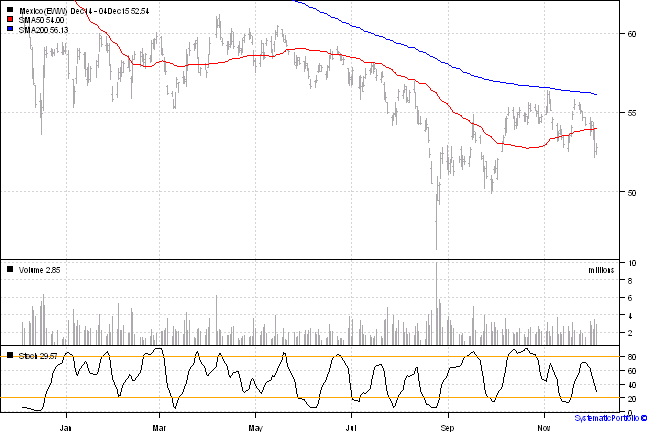 Mexico(EWW) Dec14 - 04Dec15 52.54
SMA50 54.00
SMA200 56.13
60
55
50
Volume 2.85
millions
10
8
6
4
2
Stoch 29.57
80
60
40
20
0
Jan Mar May Jul Sep Nov
SystematicPortfolio ©